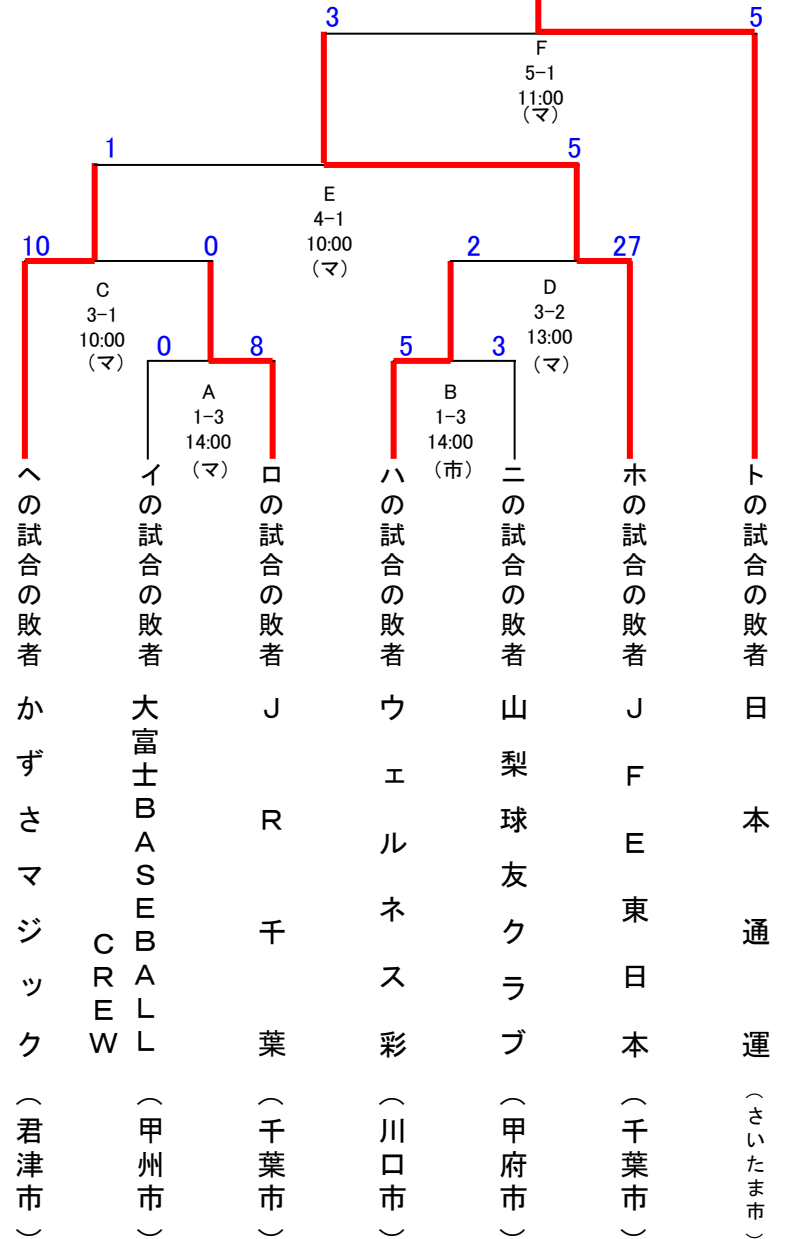 3
5
F
5-1
11:00
(マ)
1
5
E
4-1
10:00
(マ)
10
0
2
27
C
3-1
10:00
(マ)
D
3-2
13:00
(マ)
0
8
5
3
A
1-3
14:00
(マ)
B
1-3
14:00
(市)
ヘの試合の敗者
イの試合の敗者
ロの試合の敗者
ハの試合の敗者
ニの試合の敗者
ホの試合の敗者
トの試合の敗者
かずさマジック(君津市)
大富士BASEBALL
CREW
(甲州市)
JR千葉(千葉市)
ウェルネス彩(川口市)
山梨球友クラブ(甲府市)
JFE東日本(千葉市)
日本通運(さいたま市)